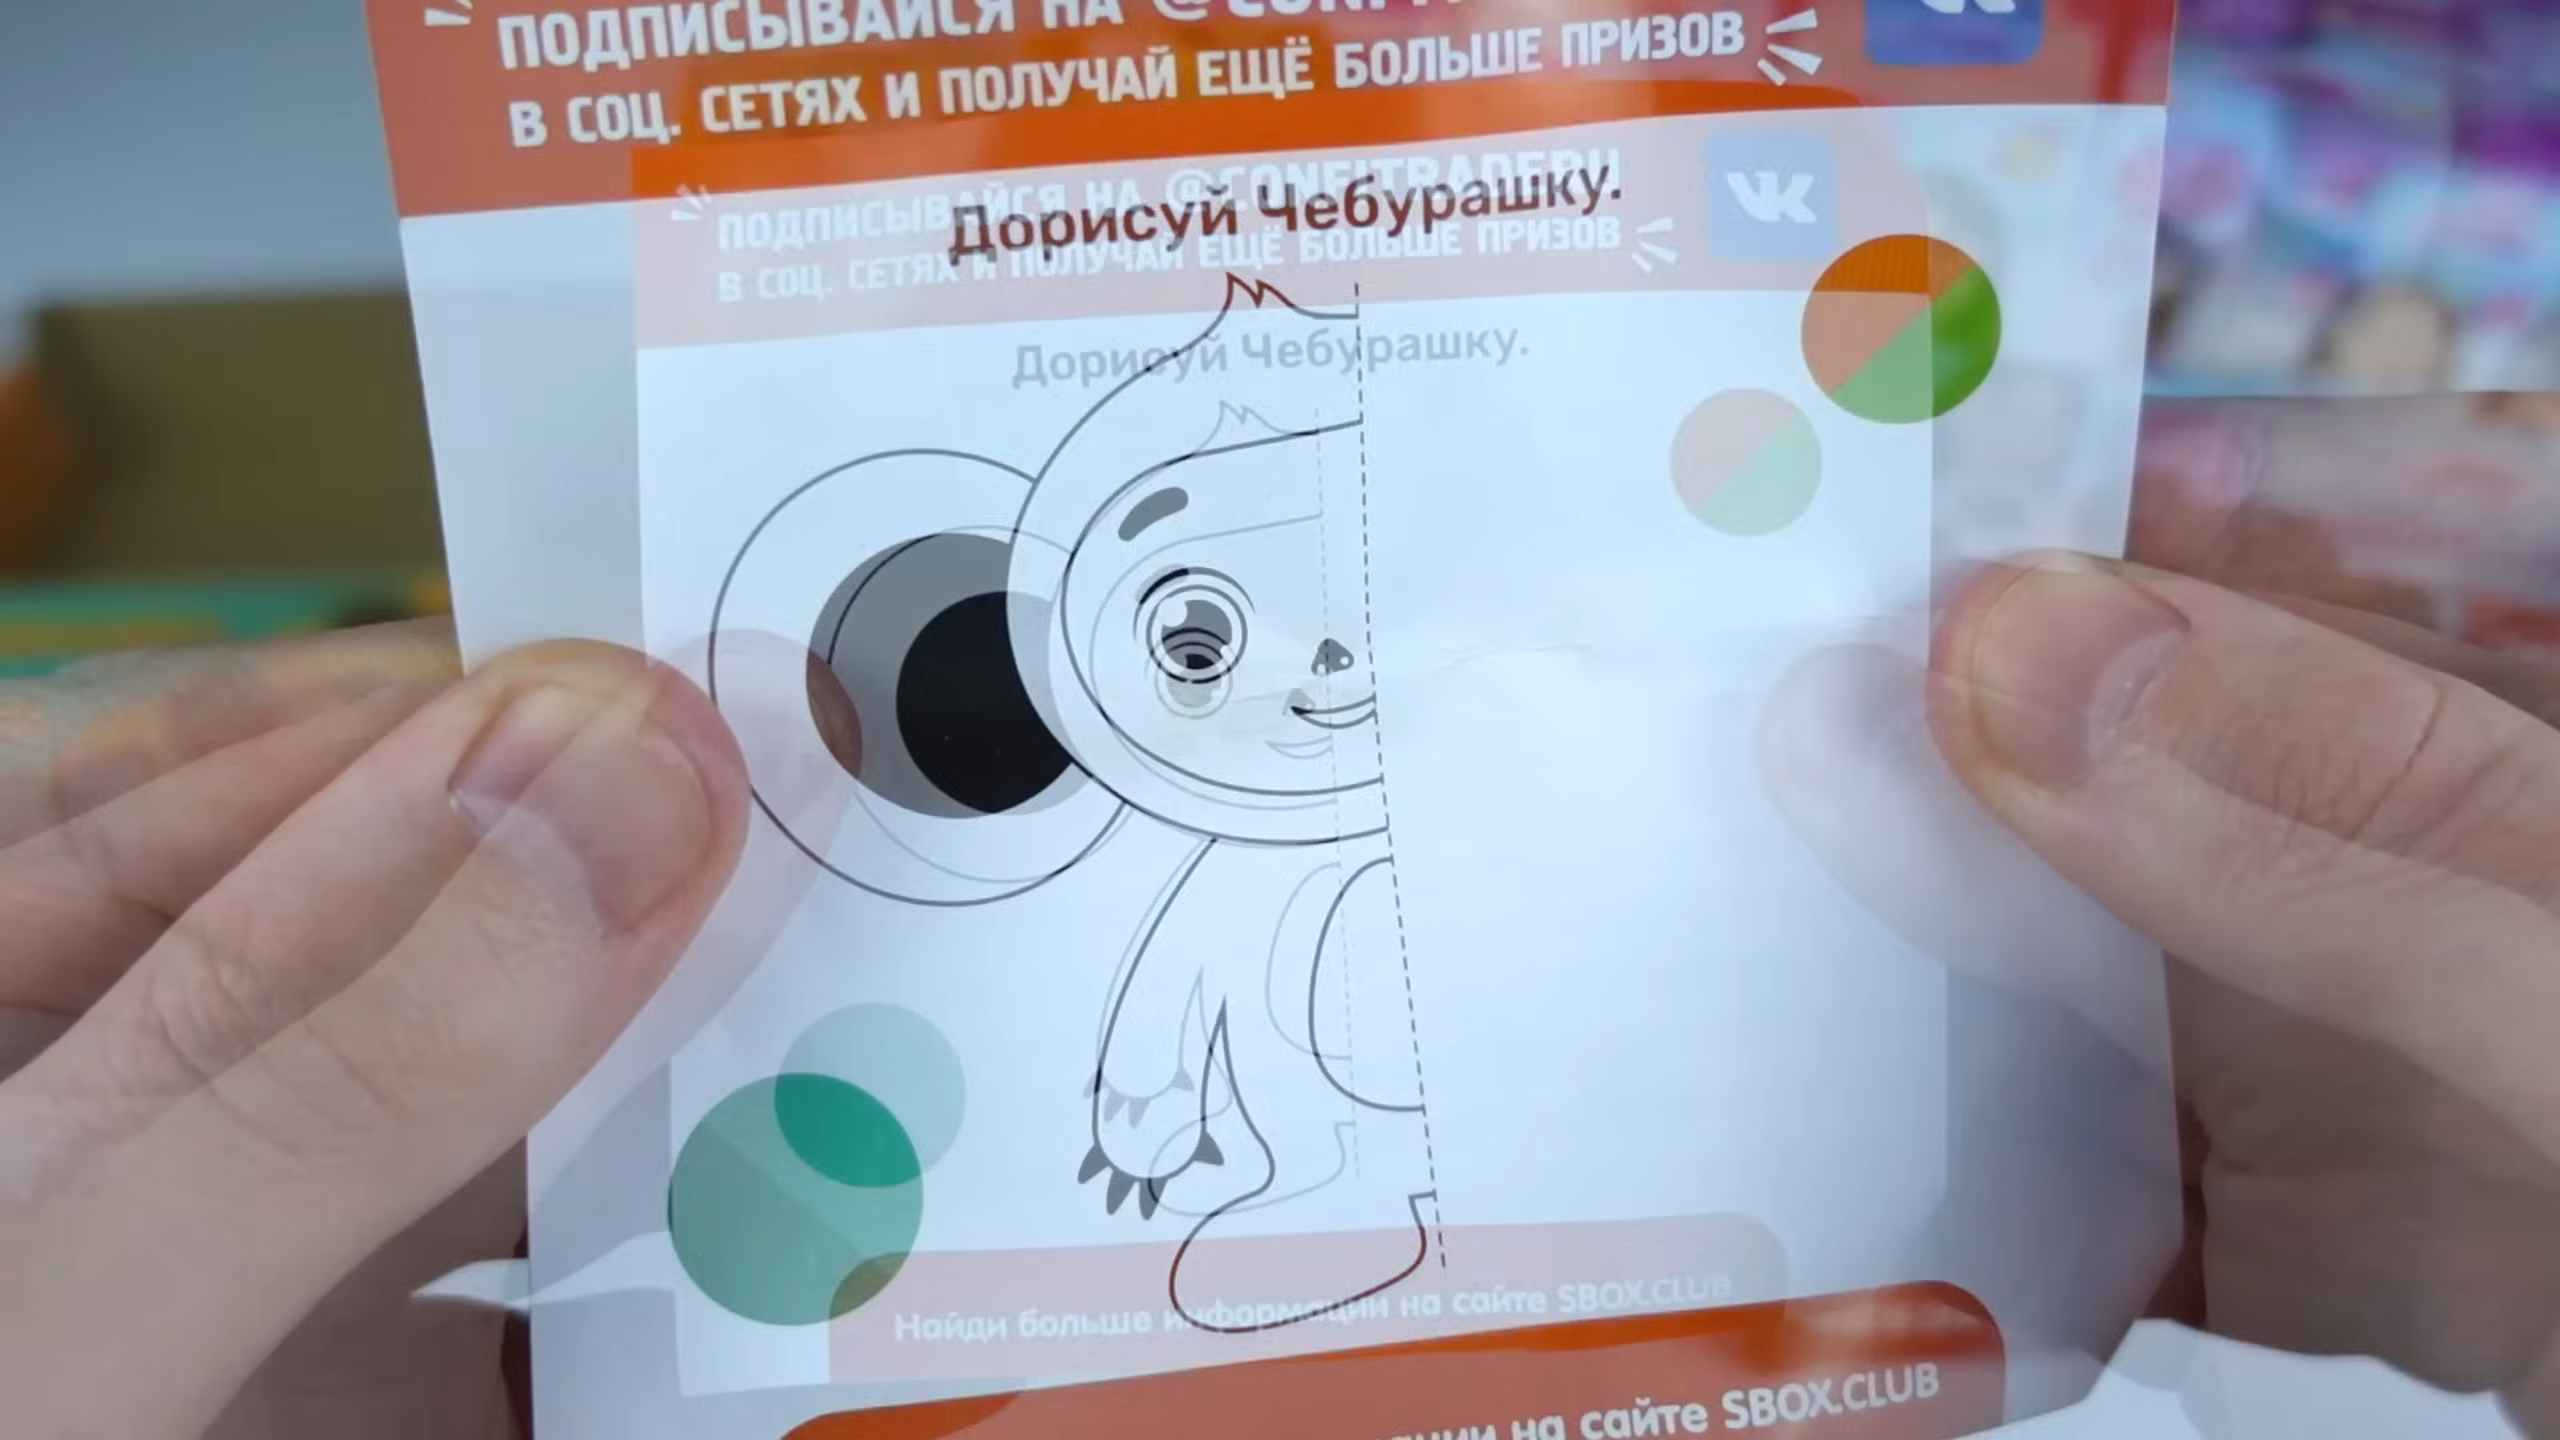 ПОДПИСЫВАЙСЯ НА
В СОЦ. СЕТЯХ И ПОЛУЧАЙ ЕЩЁ БОЛЬШЕ ПРИЗОВ
Дорисуй Чебурашку.
ПОДПИСЫВАЙСЯ НА @CONFITRADERU
В СОЦ. СЕТЯХ И ПОЛУЧАЙ ЕЩЁ БОЛЬШЕ ПРИЗОВ
Дорисуй Чебурашку.
Найди больше информации на сайте SBOX.CLUB
на сайте SBOX.CLUB